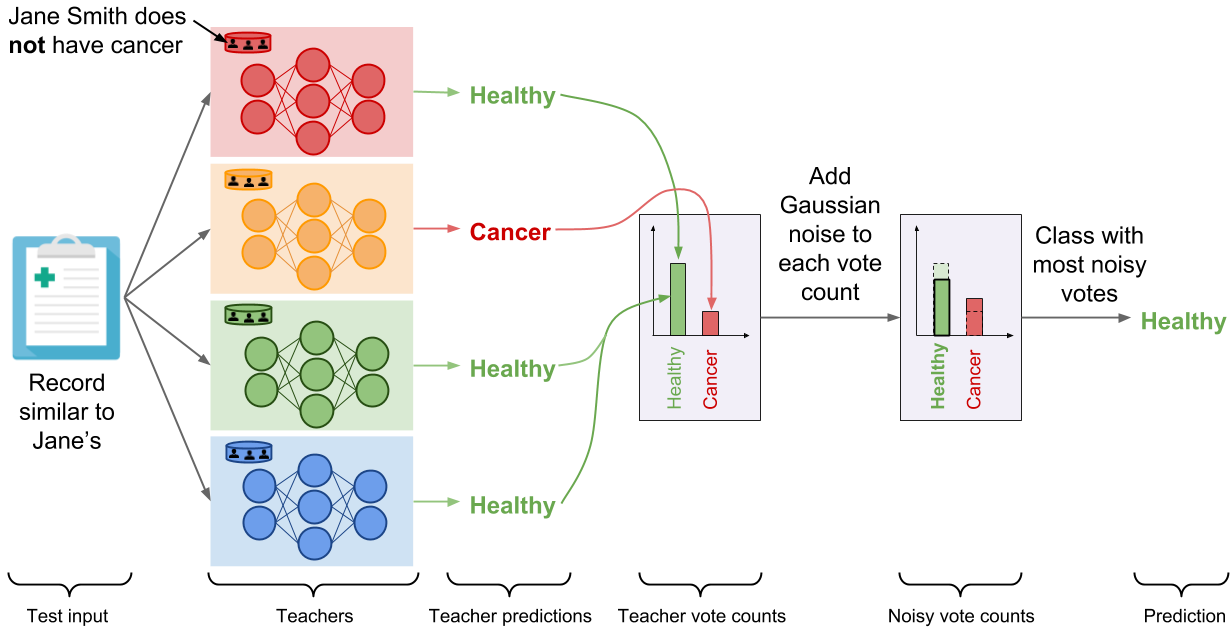 Jane Smith does
not have cancer
Healthy
Cancer
Healthy
Healthy
Record
similar to
Jane’s
Healthy
Cancer
Add
Gaussian
noise to
each vote
count
Healthy
Cancer
Class with
most noisy
votes
Healthy
Test input
Teachers
Teacher predictions
Teacher vote counts
Noisy vote counts
Prediction